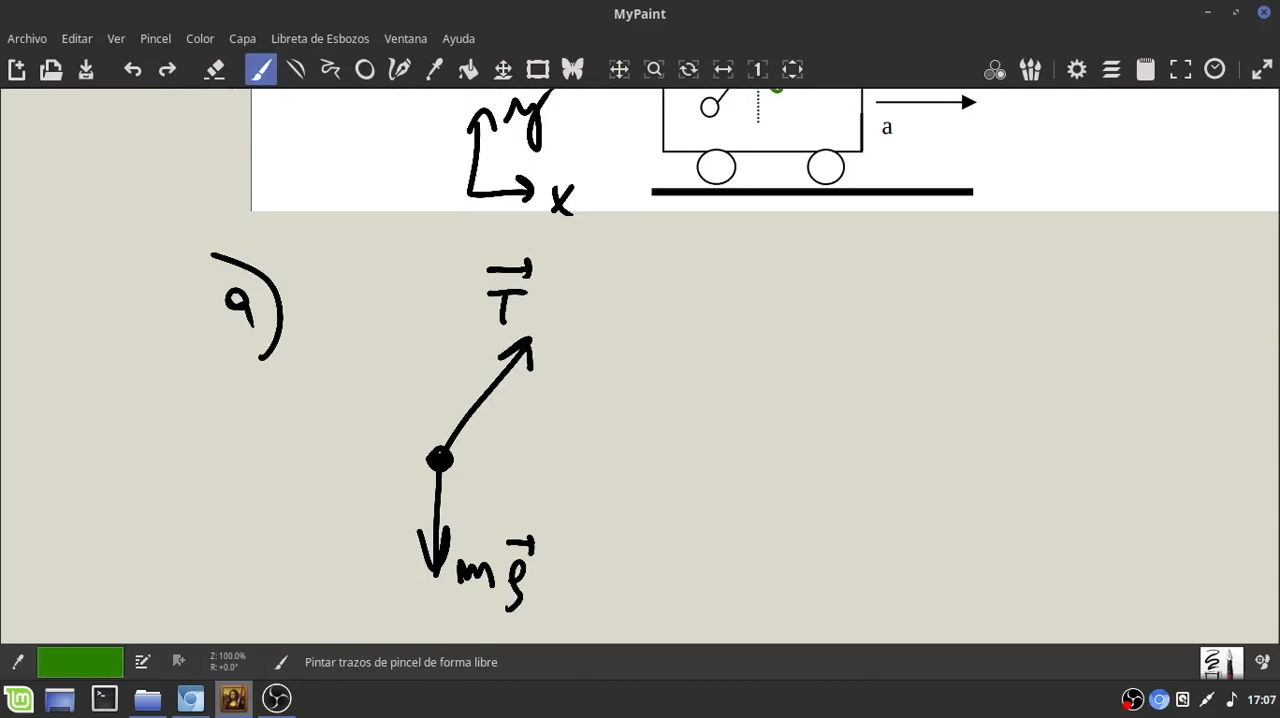 MyPaint
Archivo Editar Ver Pincel Color Capa Libreta de Esbozos Ventana Ayuda
y
a
x
a)
T
mg
Z: 100.0%
R: +0.0°
Pintar trazos de pincel de forma libre
17:07